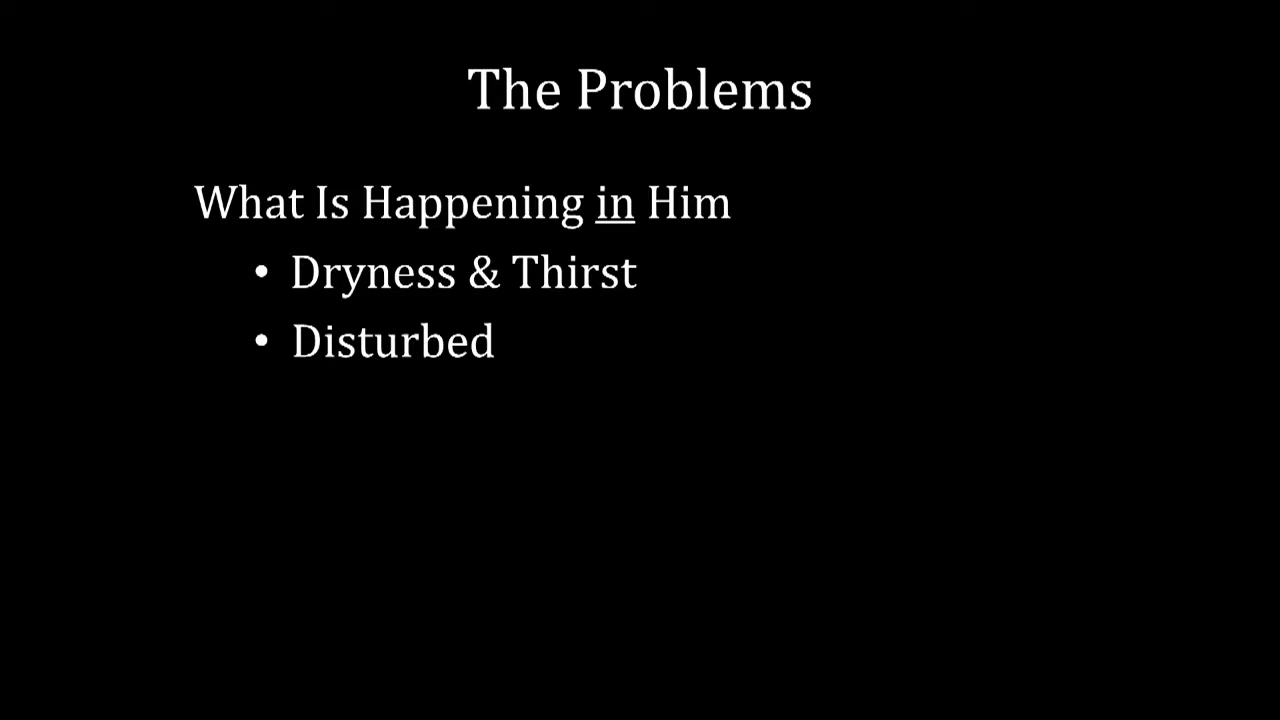 The Problems
What Is Happening in Him
• Dryness & Thirst
• Disturbed